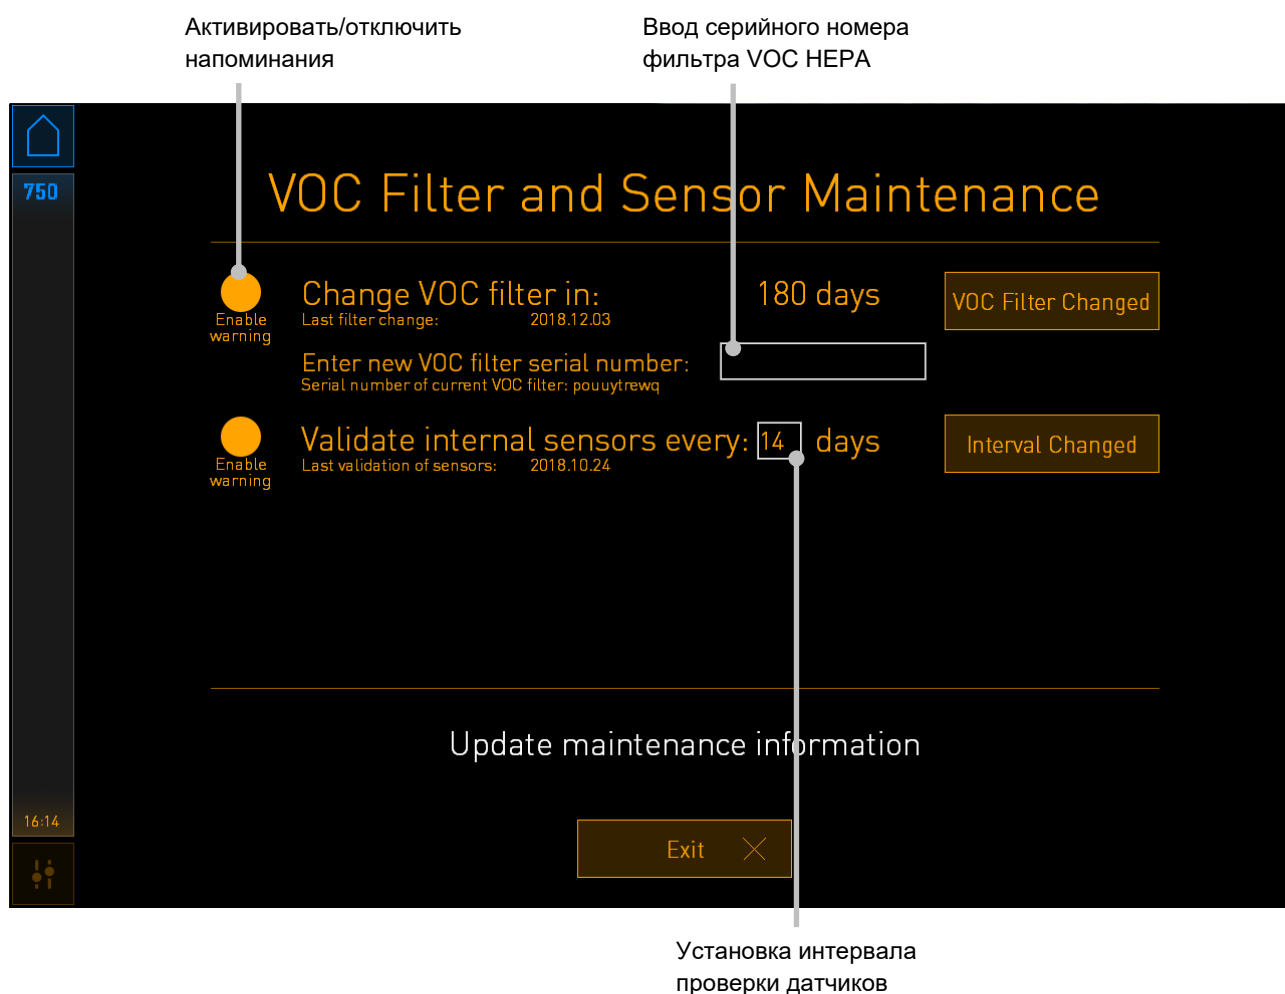 Активировать/отключить
напоминания
Ввод серийного номера
фильтра VOC HEPA
750
VOC Filter and Sensor Maintenance
Enable
warning
Change VOC filter in:
180 days
VOC Filter Changed
Last filter change:
2018.12.03
Enter new VOC filter serial number:
Serial number of current VOC filter: pouuytrewq
Enable
warning
Validate internal sensors every: 14 days
Interval Changed
Last validation of sensors:
2018.10.24
Update maintenance information
16:14
Exit
Установка интервала
проверки датчиков